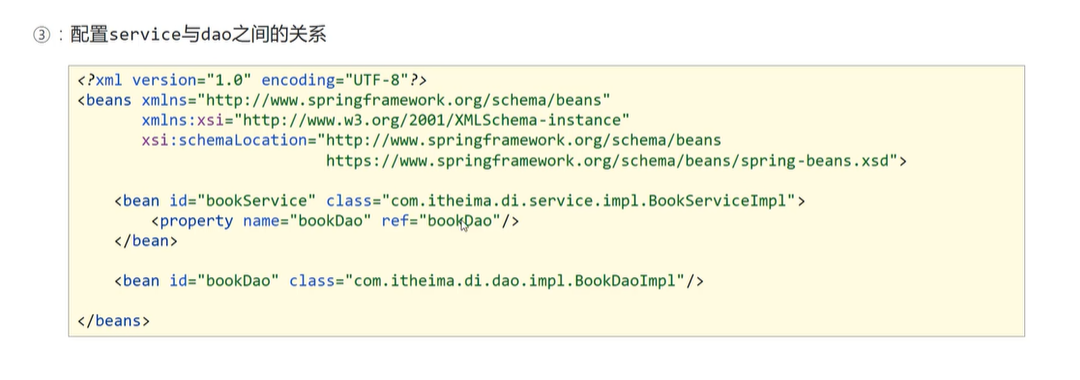 ③：配置service与dao之间的关系
<?xml version="1.0" encoding="UTF-8"?>
<beans xmlns="http://www.springframework.org/schema/beans"
       xmlns:xsi="http://www.w3.org/2001/XMLSchema-instance"
       xsi:schemaLocation="http://www.springframework.org/schema/beans
                           https://www.springframework.org/schema/beans/spring-beans.xsd">
    <bean id="bookService" class="com.itheima.di.service.impl.BookServiceImpl">
        <property name="bookDao" ref="bookDao"/>
    </bean>
    <bean id="bookDao" class="com.itheima.di.dao.impl.BookDaoImpl"/>
</beans>